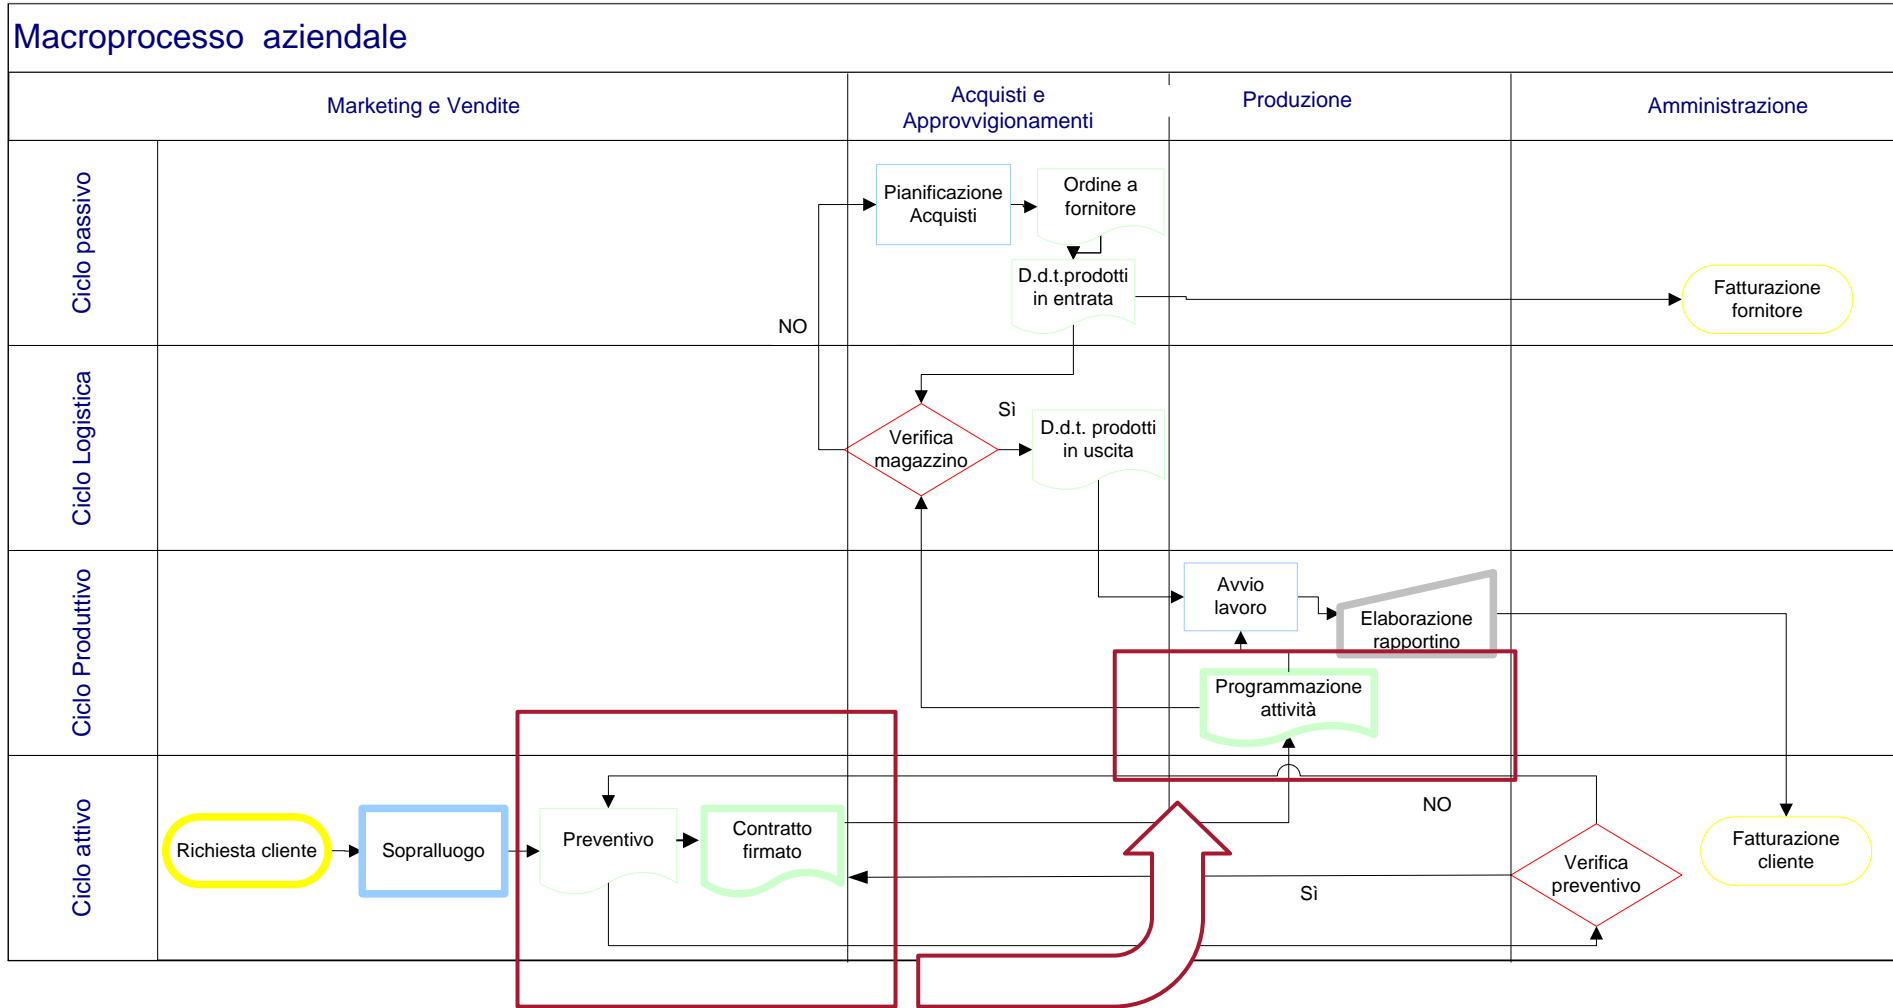 Macroprocesso aziendale
Marketing e Vendite
Acquisti e
Approvvigionamenti
Produzione
Amministrazione
Ciclo passivo
Pianificazione
Acquisti
Ordine a
fornitore
D.d.t.prodotti
in entrata
Fatturazione
fornitore
NO
Ciclo Logistica
Verifica
magazzino
Sì
D.d.t. prodotti
in uscita
Ciclo Produttivo
Avvio
lavoro
Elaborazione
rapportino
Programmazione
attività
Ciclo attivo
Richiesta cliente
Sopralluogo
Preventivo
Contratto
firmato
NO
Sì
Verifica
preventivo
Fatturazione
cliente